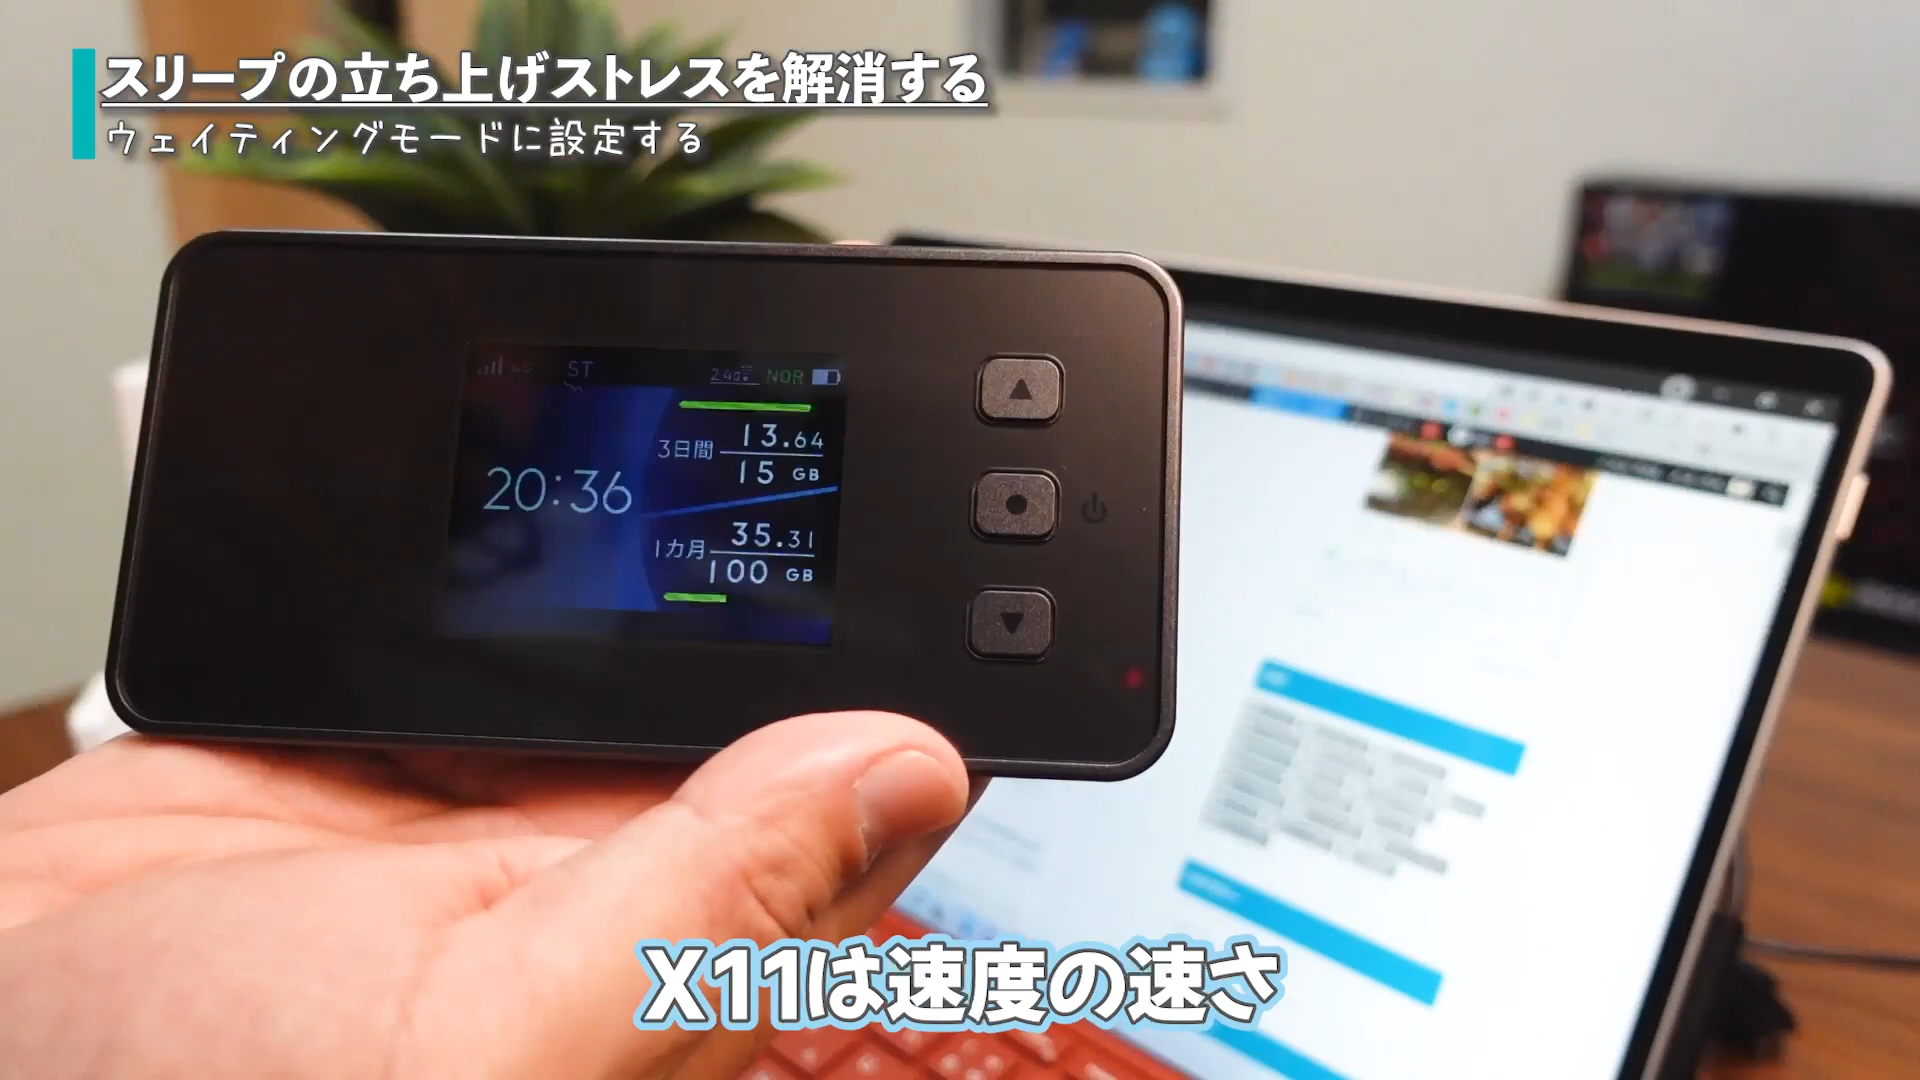 スリープの立ち上げストレスを解消する
ウェイティングモードに設定する
4G ST 2.4G NOR
3日間 13.64
15 GB
20:36
1カ月 35.31
100 GB
X11は速度の速さ